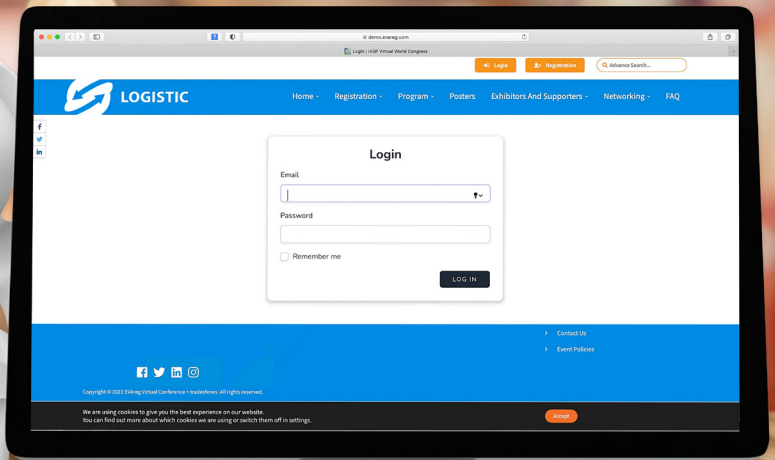 demo.evareg.com
Login | IASP Virtual World Congress
Login
Registration
Advance Search...
LOGISTIC
Home
Registration
Program
Posters
Exhibitors And Supporters
Networking
FAQ
Login
Email
Password
Remember me
LOG IN
Contact Us
Event Policies
Copyright © 2021 EVAreg Virtual Conference + tradeshows. All rights reserved.
We are using cookies to give you the best experience on our website.
You can find out more about which cookies we are using or switch them off in settings.
Accept